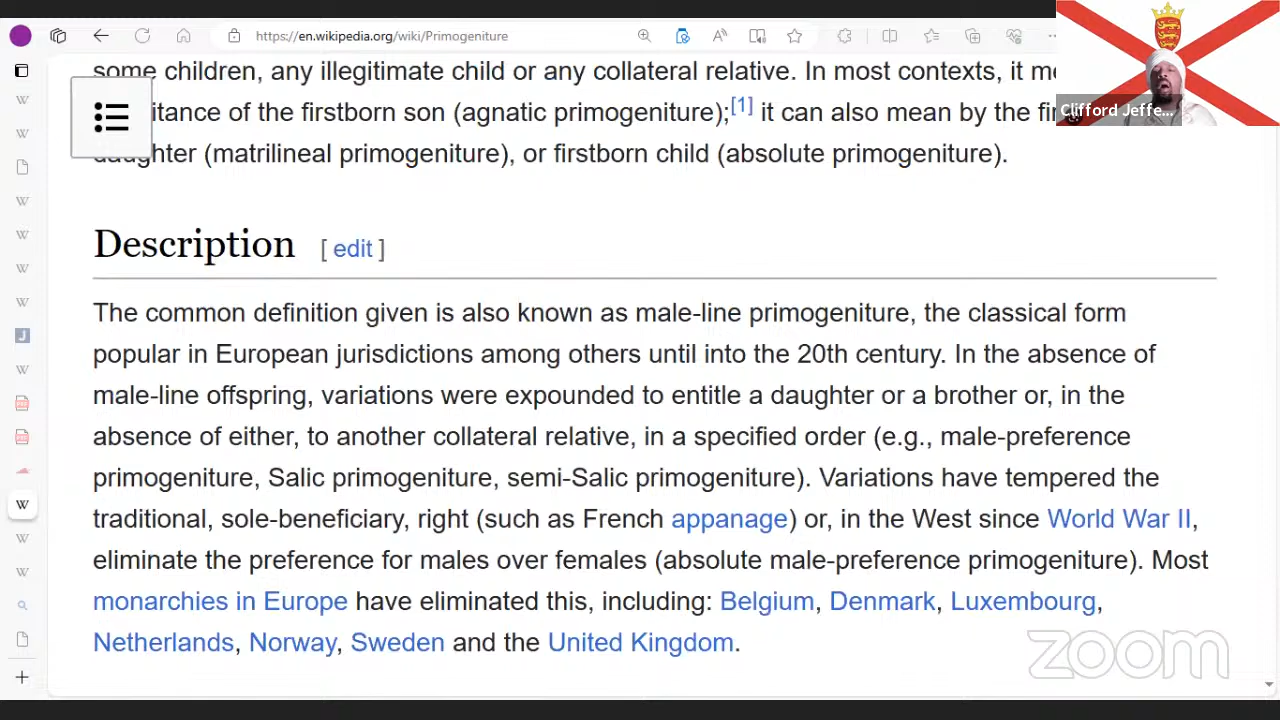 https://en.wikipedia.org/wiki/Primogeniture
some children, any illegitimate child or any collateral relative. In most contexts, it
itance of the firstborn son (agnatic primogeniture);[1] it can also mean by the
Clifford Jeffe...
daughter (matrilineal primogeniture), or firstborn child (absolute primogeniture).
Description [ edit ]
The common definition given is also known as male-line primogeniture, the classical form
popular in European jurisdictions among others until into the 20th century. In the absence of
male-line offspring, variations were expounded to entitle a daughter or a brother or, in the
absence of either, to another collateral relative, in a specified order (e.g., male-preference
primogeniture, Salic primogeniture, semi-Salic primogeniture). Variations have tempered the
traditional, sole-beneficiary, right (such as French appanage) or, in the West since World War II,
eliminate the preference for males over females (absolute male-preference primogeniture). Most
monarchies in Europe have eliminated this, including: Belgium, Denmark, Luxembourg,
Netherlands, Norway, Sweden and the United Kingdom.
zoom